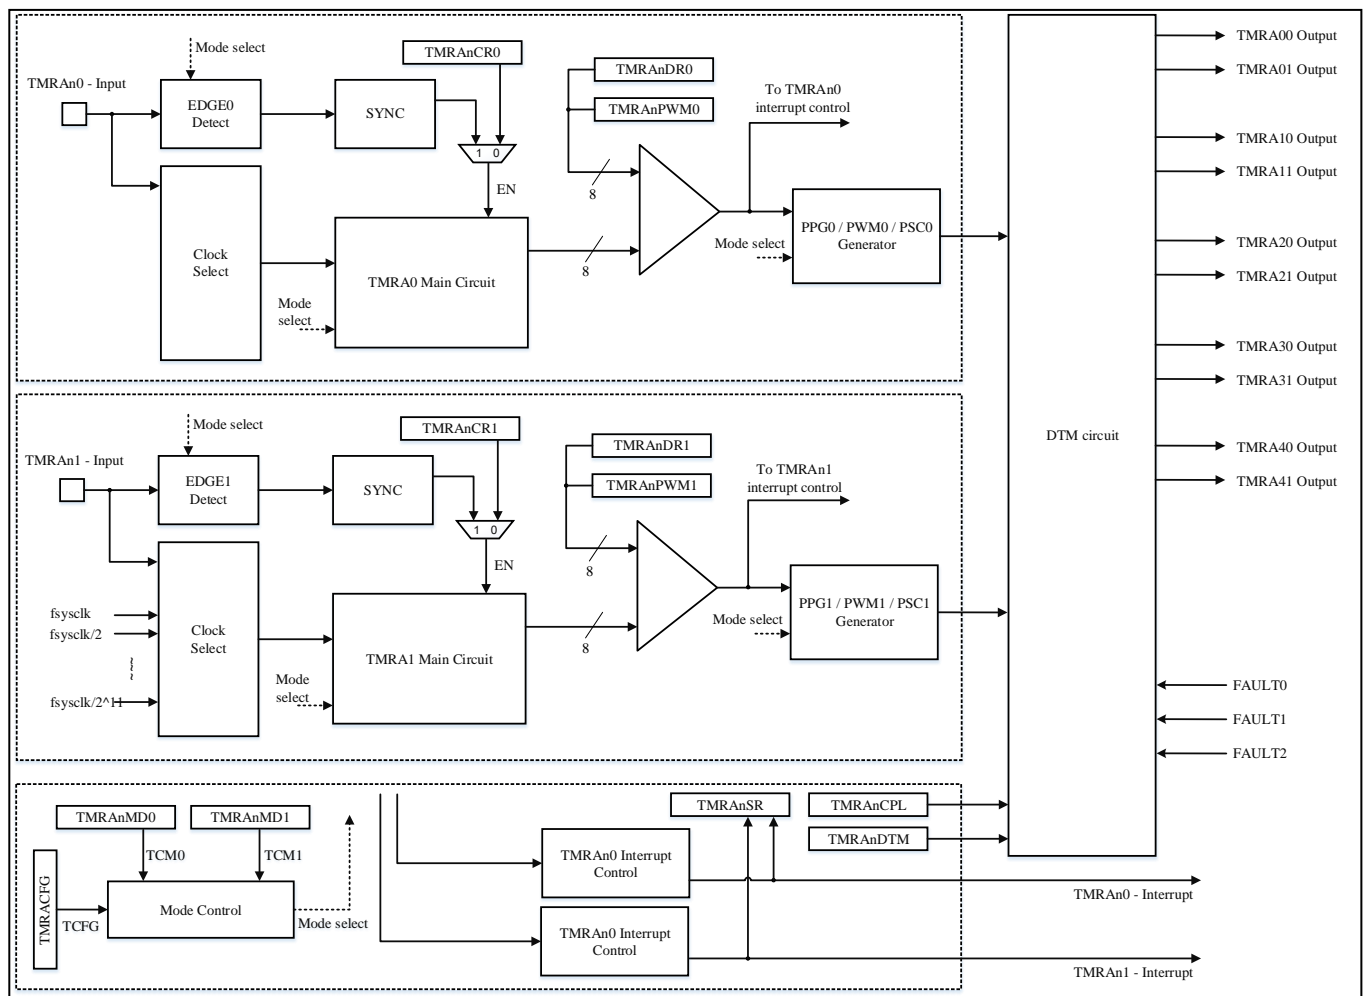 Mode select
TMRAnCR0
TMRAn0 - Input
EDGE0
Detect
SYNC
1 0
EN
TMRAnDR0
TMRAnPWM0
8
8
To TMRAn0
interrupt control
Clock
Select
Mode
select
TMRA0 Main Circuit
Mode select
PPG0 / PWM0 / PSC0
Generator
Mode select
TMRAnCR1
TMRAn1 - Input
EDGE1
Detect
SYNC
1 0
EN
TMRAnDR1
TMRAnPWM1
8
8
To TMRAn1
interrupt control
fsysclk
fsysclk/2
fsysclk/2^11
Clock
Select
Mode
select
TMRA1 Main Circuit
Mode select
PPG1 / PWM1 / PSC1
Generator
DTM circuit
TMRA00 Output
TMRA01 Output
TMRA10 Output
TMRA11 Output
TMRA20 Output
TMRA21 Output
TMRA30 Output
TMRA31 Output
TMRA40 Output
TMRA41 Output
FAULT0
FAULT1
FAULT2
TMRAnMD0
TMRAnMD1
TCM0
TCM1
TMRACFG
TCFG
Mode Control
Mode select
TMRAnSR
TMRAnCPL
TMRAnDTM
TMRAn0 Interrupt
Control
TMRAn0 - Interrupt
TMRAn0 Interrupt
Control
TMRAn1 - Interrupt